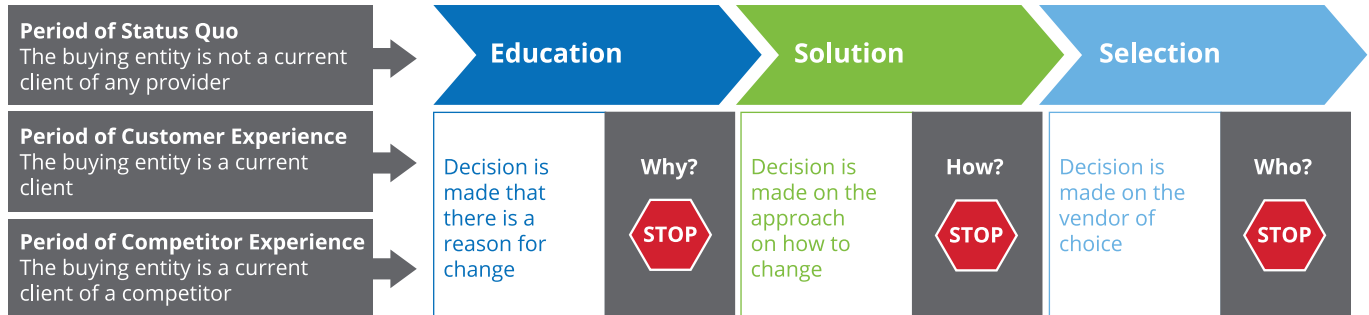 Period of Status Quo
The buying entity is not a current
client of any provider
Period of Customer Experience
The buying entity is a current
client
Period of Competitor Experience
The buying entity is a current
client of a competitor
Education
Solution
Selection
Decision is
made that
there is a
reason for
change
Why?
STOP
Decision is
made on the
approach
on how to
change
How?
STOP
Decision is
made on the
vendor of
choice
Who?
STOP